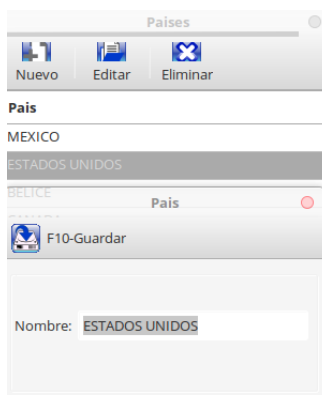 Paises
Nuevo Editar Eliminar
Pais
MEXICO
ESTADOS UNIDOS
BELICE
Pais
F10-Guardar
Nombre: ESTADOS UNIDOS